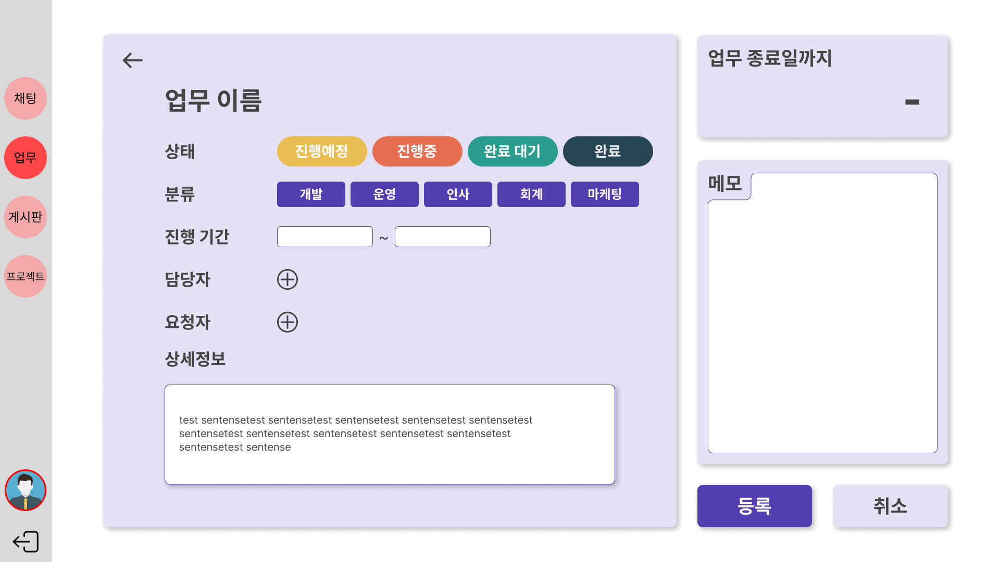 채팅
업무
게시판
프로젝트
업무 이름
상태
진행예정
진행중
완료 대기
완료
분류
개발
운영
인사
회계
마케팅
진행 기간
~
담당자
요청자
상세정보
test sentensetest sentensetest sentensetest sentensetest sentensetest
sentensetest sentensetest sentensetest sentensetest sentensetest
sentensetest sentense
업무 종료일까지
-
메모
등록
취소